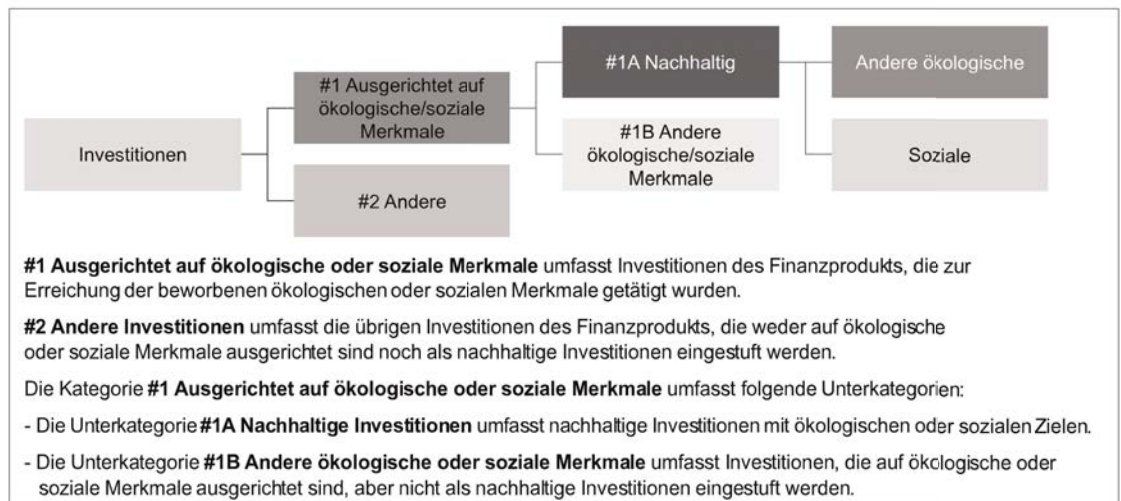 Investitionen
#1 Ausgerichtet auf
ökologische/soziale
Merkmale
#2 Andere
#1A Nachhaltig
#1B Andere
ökologische/soziale
Merkmale
Andere ökologische
Soziale
#1 Ausgerichtet auf ökologische oder soziale Merkmale umfasst Investitionen des Finanzprodukts, die zur
Erreichung der beworbenen ökologischen oder sozialen Merkmale getätigt wurden.
#2 Andere Investitionen umfasst die übrigen Investitionen des Finanzprodukts, die weder auf ökologische
oder soziale Merkmale ausgerichtet sind noch als nachhaltige Investitionen eingestuft werden.
Die Kategorie #1 Ausgerichtet auf ökologische oder soziale Merkmale umfasst folgende Unterkategorien:
- Die Unterkategorie #1A Nachhaltige Investitionen umfasst nachhaltige Investitionen mit ökologischen oder sozialen Zielen.
- Die Unterkategorie #1B Andere ökologische oder soziale Merkmale umfasst Investitionen, die auf ökologische oder
soziale Merkmale ausgerichtet sind, aber nicht als nachhaltige Investitionen eingestuft werden.